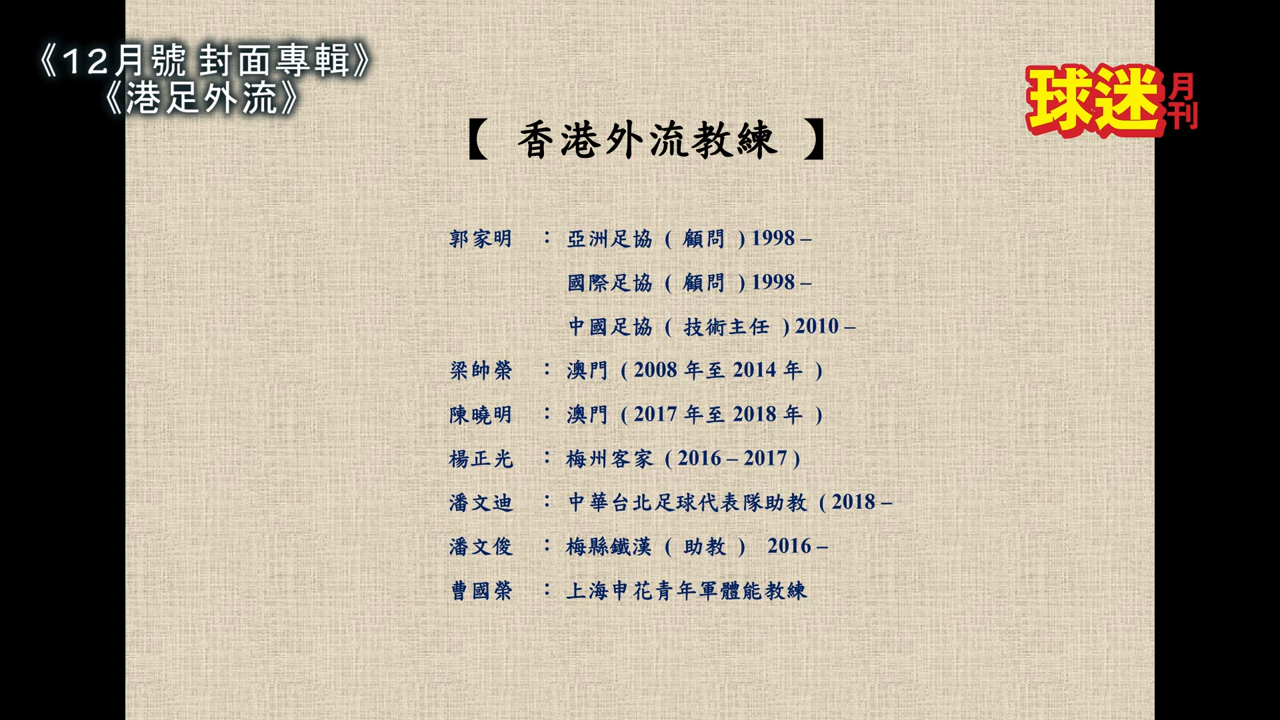 《12月號 封面專輯》
《港足外流》
球迷月刊
【 香港外流教練 】
郭家明 : 亞洲足協 ( 顧問 ) 1998 –
國際足協 ( 顧問 ) 1998 –
中國足協 ( 技術主任 ) 2010 –
梁帥榮 : 澳門 ( 2008 年至 2014 年 )
陳曉明 : 澳門 ( 2017 年至 2018 年 )
楊正光 : 梅州客家 ( 2016 – 2017 )
潘文迪 : 中華台北足球代表隊助教 ( 2018 –
潘文俊 : 梅縣鐵漢 ( 助教 ) 2016 –
曹國榮 : 上海申花青年軍體能教練